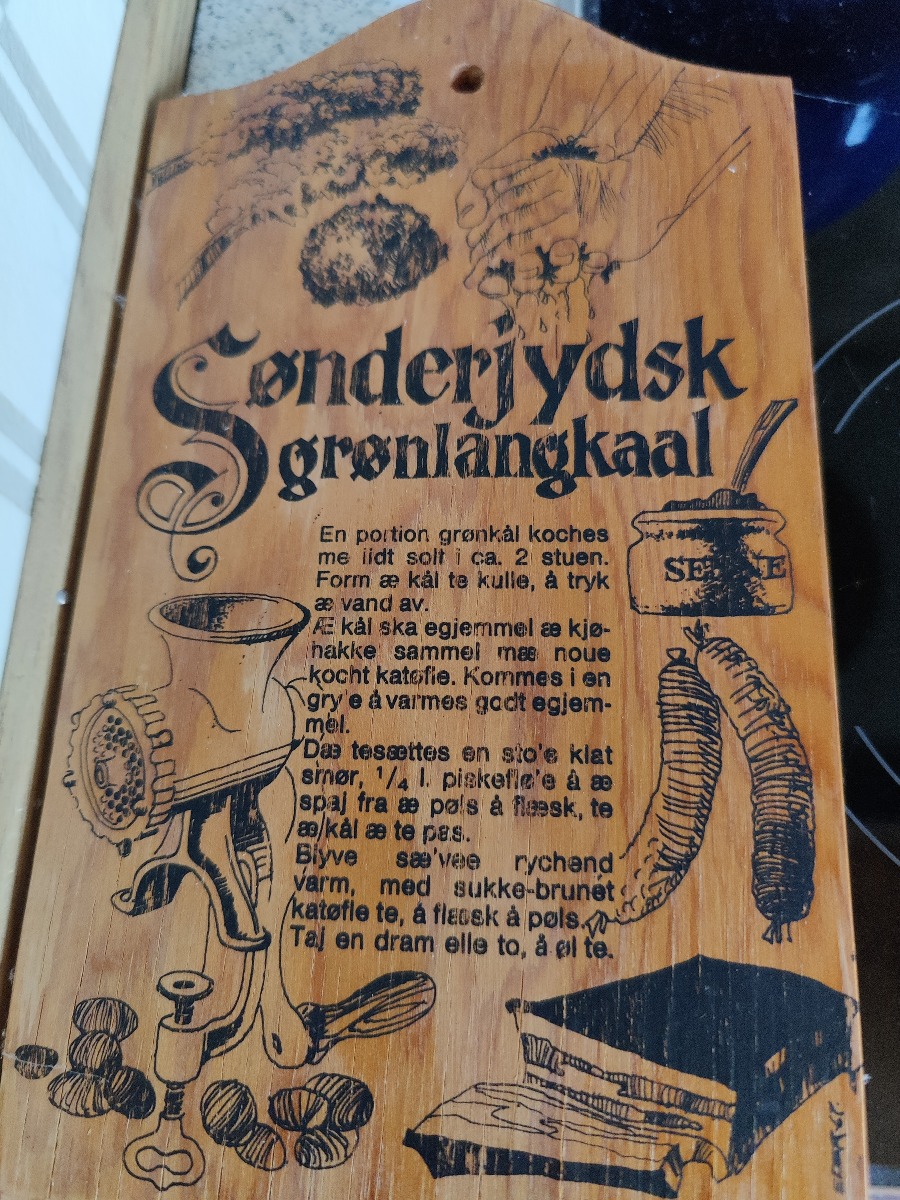 Sønderjydsk
grønlangkaal
En portion grønkål koches
me lidt solt i ca. 2 stuen.
Form æ kål te kulle, å tryk
æ vand av.
Æ kål ska egjemmel æ kjø-
hakke sammel mæ noue
kocht katøfle. Kommes i en
gry'e å varmes godt egjem-
mel.
Dæ tesættes en sto'e klat
smør, 1/4 l. piskeflø'e å æ
spaj fra æ pøls å flæsk, te
æ kål æ te pas.
Blyve sæ'vee rychend
varm, med sukke-brunet
katøfle te, å flæsk å pøls.
Taj en dram elle to, å øl te.